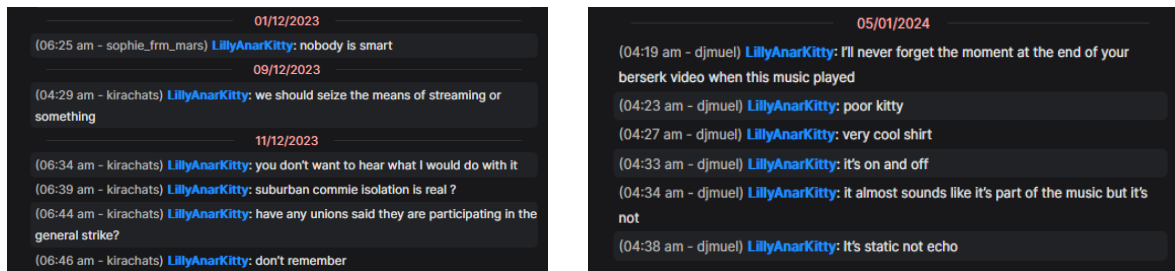 01/12/2023
(06:25 am - sophie_frm_mars) LillyAnarKitty: nobody is smart
09/12/2023
(04:29 am - kirachats) LillyAnarKitty: we should seize the means of streaming or
something
11/12/2023
(06:34 am - kirachats) LillyAnarKitty: you don't want to hear what I would do with it
(06:39 am - kirachats) LillyAnarKitty: suburban commie isolation is real ?
(06:44 am - kirachats) LillyAnarKitty: have any unions said they are participating in the
general strike?
(06:46 am - kirachats) LillyAnarKitty: don't remember
05/01/2024
(04:19 am - djmuel) LillyAnarKitty: I'll never forget the moment at the end of your
berserk video when this music played
(04:23 am - djmuel) LillyAnarKitty: poor kitty
(04:27 am - djmuel) LillyAnarKitty: very cool shirt
(04:33 am - djmuel) LillyAnarKitty: it's on and off
(04:34 am - djmuel) LillyAnarKitty: it almost sounds like it's part of the music but it's
not
(04:38 am - djmuel) LillyAnarKitty: It's static not echo